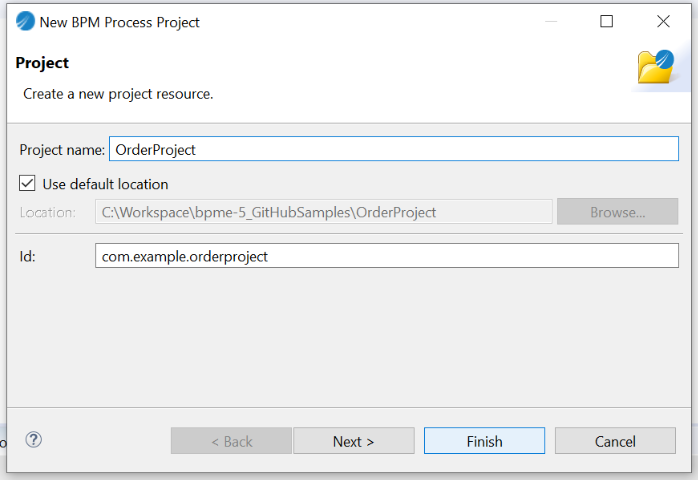 New BPM Process Project
Project
Create a new project resource.
Project name: OrderProject
Use default location
Location: C:\Workspace\bpme-5_GitHubSamples\OrderProject Browse...
Id: com.example.orderproject
< Back Next > Finish Cancel